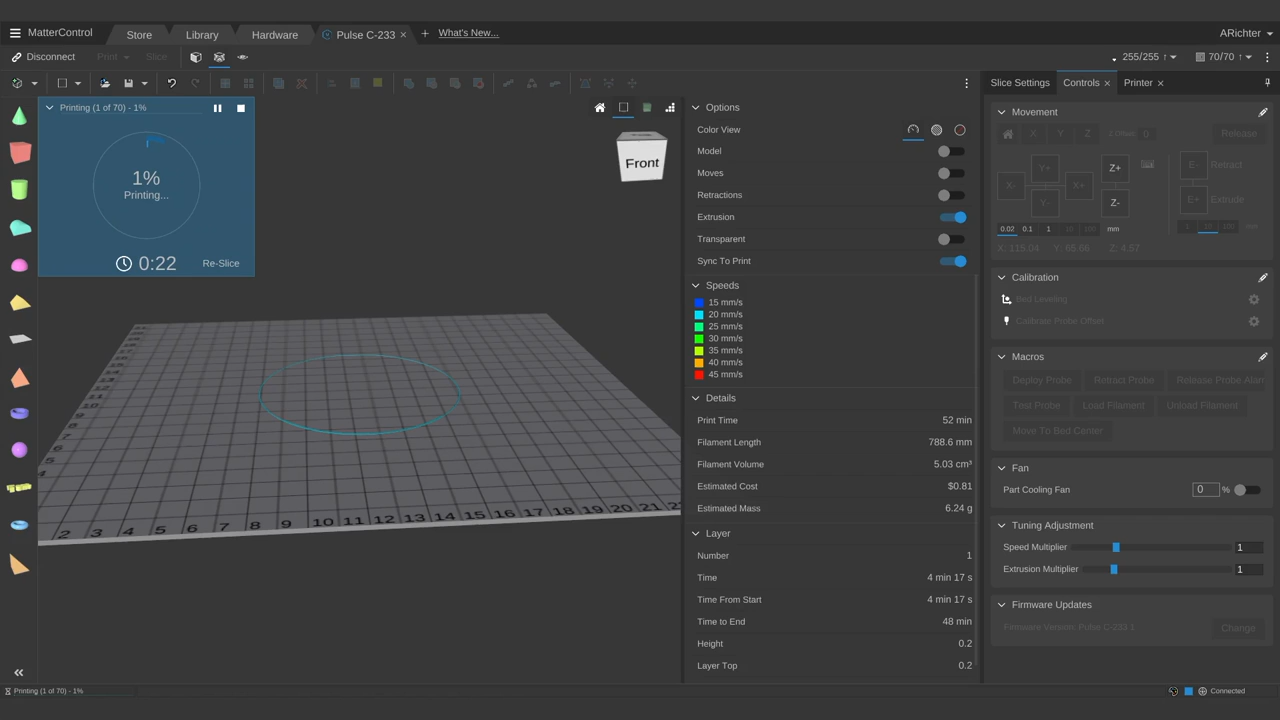 MatterControl
Store
Library
Hardware
Pulse C-233
What's New...
ARichter
Disconnect
Print
Slice
255/255
70/70
Slice Settings
Controls
Printer
Printing (1 of 70) - 1%
1%
Printing...
0:22
Re-Slice
Front
2 3 4 5 6 7 8 9 10 11 12 13 14 15 16 17 18 19 20 21
Options
Color View
Model
Moves
Retractions
Extrusion
Transparent
Sync To Print
Speeds
15 mm/s
20 mm/s
25 mm/s
30 mm/s
35 mm/s
40 mm/s
45 mm/s
Details
Print Time 52 min
Filament Length 788.6 mm
Filament Volume 5.03 cm³
Estimated Cost $0.81
Estimated Mass 6.24 g
Layer
Number 1
Time 4 min 17 s
Time From Start 4 min 17 s
Time to End 48 min
Height 0.2
Layer Top 0.2
Movement
X Y Z Z Offset 0 Release
X- Y+ Y- X+ Z+ Z- E- Retract
E+ Extrude
0.02 0.1 1 10 100 mm
X: 115.04 Y: 65.66 Z: 4.57
Calibration
Bed Leveling
Calibrate Probe Offset
Macros
Deploy Probe Retract Probe Release Probe Alarm
Test Probe Load Filament Unload Filament
Move To Bed Center
Fan
Part Cooling Fan 0 %
Tuning Adjustment
Speed Multiplier 1
Extrusion Multiplier 1
Firmware Updates
Firmware Version: Pulse C-233 1 Change
Printing (1 of 70) - 1%
Connected